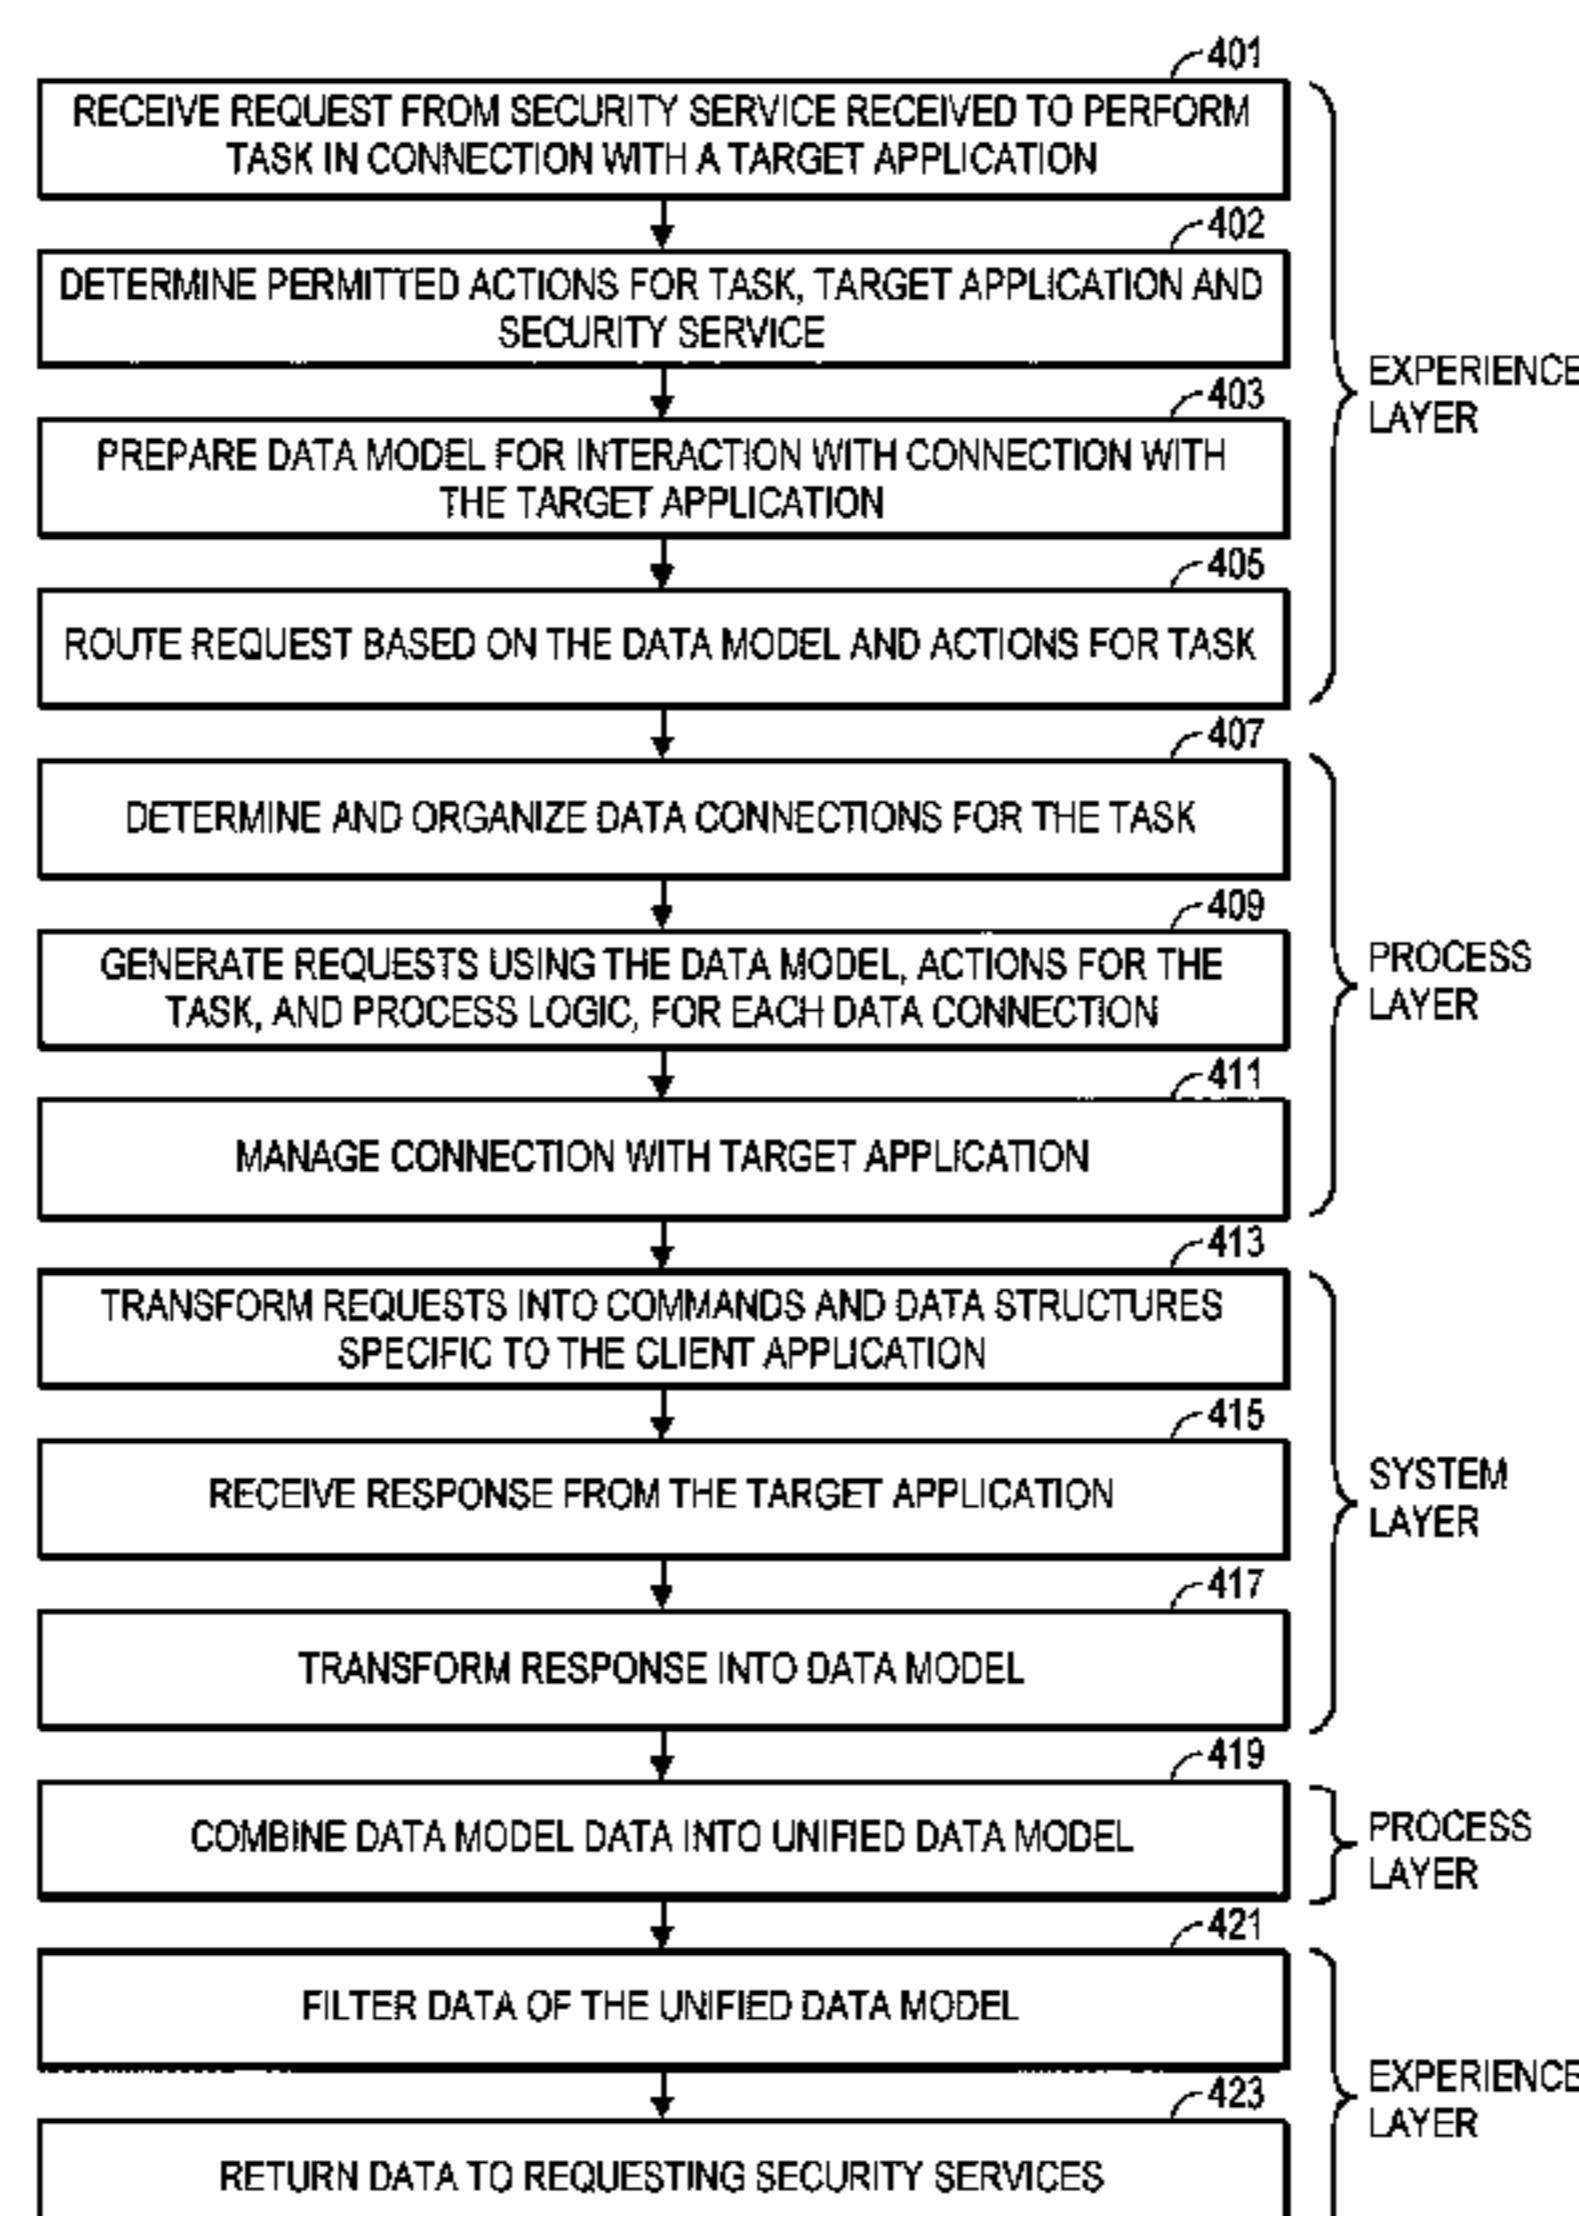 401
RECEIVE REQUEST FROM SECURITY SERVICE RECEIVED TO PERFORM
TASK IN CONNECTION WITH A TARGET APPLICATION
402
DETERMINE PERMITTED ACTIONS FOR TASK, TARGET APPLICATION AND
SECURITY SERVICE
403
PREPARE DATA MODEL FOR INTERACTION WITH CONNECTION WITH
THE TARGET APPLICATION
405
ROUTE REQUEST BASED ON THE DATA MODEL AND ACTIONS FOR TASK
EXPERIENCE
LAYER
407
DETERMINE AND ORGANIZE DATA CONNECTIONS FOR THE TASK
409
GENERATE REQUESTS USING THE DATA MODEL, ACTIONS FOR THE
TASK, AND PROCESS LOGIC, FOR EACH DATA CONNECTION
411
MANAGE CONNECTION WITH TARGET APPLICATION
PROCESS
LAYER
413
TRANSFORM REQUESTS INTO COMMANDS AND DATA STRUCTURES
SPECIFIC TO THE CLIENT APPLICATION
415
RECEIVE RESPONSE FROM THE TARGET APPLICATION
417
TRANSFORM RESPONSE INTO DATA MODEL
SYSTEM
LAYER
419
COMBINE DATA MODEL DATA INTO UNIFIED DATA MODEL
PROCESS
LAYER
421
FILTER DATA OF THE UNIFIED DATA MODEL
423
RETURN DATA TO REQUESTING SECURITY SERVICES
EXPERIENCE
LAYER